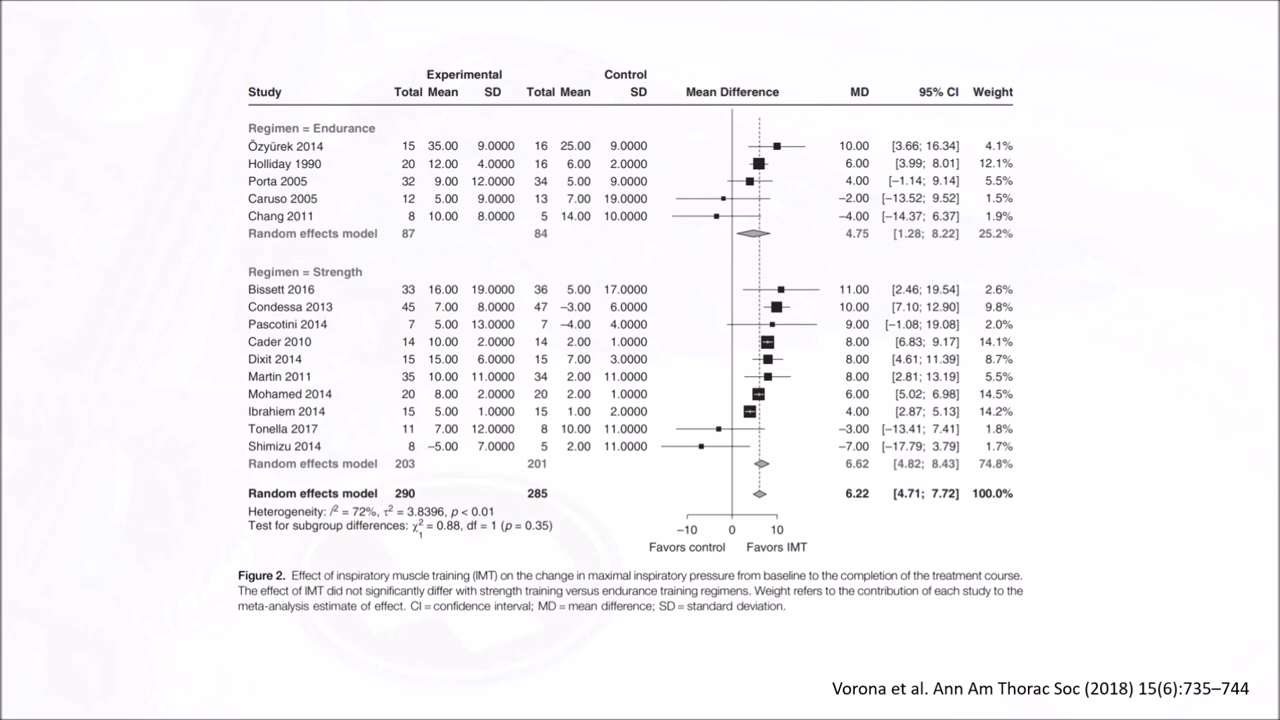 Experimental Control
Study Total Mean SD Total Mean SD Mean Difference MD 95% CI Weight
Regimen = Endurance
Özyürek 2014 15 35.00 9.0000 16 25.00 9.0000 10.00 [3.66; 16.34] 4.1%
Holliday 1990 20 12.00 4.0000 16 6.00 2.0000 6.00 [3.99; 8.01] 12.1%
Porta 2005 32 9.00 12.0000 34 5.00 9.0000 4.00 [−1.14; 9.14] 5.5%
Caruso 2005 12 5.00 9.0000 13 7.00 19.0000 −2.00 [−13.52; 9.52] 1.5%
Chang 2011 8 10.00 8.0000 5 14.00 10.0000 −4.00 [−14.37; 6.37] 1.9%
Random effects model 87 84 4.75 [1.28; 8.22] 25.2%
Regimen = Strength
Bissett 2016 33 16.00 19.0000 36 5.00 17.0000 11.00 [2.46; 19.54] 2.6%
Condessa 2013 45 7.00 8.0000 47 −3.00 6.0000 10.00 [7.10; 12.90] 9.8%
Pascotini 2014 7 5.00 13.0000 7 −4.00 4.0000 9.00 [−1.08; 19.08] 2.0%
Cader 2010 14 10.00 2.0000 14 2.00 1.0000 8.00 [6.83; 9.17] 14.1%
Dixit 2014 15 15.00 6.0000 15 7.00 3.0000 8.00 [4.61; 11.39] 8.7%
Martin 2011 35 10.00 11.0000 34 2.00 11.0000 8.00 [2.81; 13.19] 5.5%
Mohamed 2014 20 8.00 2.0000 20 2.00 1.0000 6.00 [5.02; 6.98] 14.5%
Ibrahiem 2014 15 5.00 1.0000 15 1.00 2.0000 4.00 [2.87; 5.13] 14.2%
Tonella 2017 11 7.00 12.0000 8 10.00 11.0000 −3.00 [−13.41; 7.41] 1.8%
Shimizu 2014 8 −5.00 7.0000 5 2.00 11.0000 −7.00 [−17.79; 3.79] 1.7%
Random effects model 203 201 6.62 [4.82; 8.43] 74.8%
Random effects model 290 285 6.22 [4.71; 7.72] 100.0%
Heterogeneity: I² = 72%, τ² = 3.8396, p < 0.01
Test for subgroup differences: χ²₁ = 0.88, df = 1 (p = 0.35)
−10 0 10
Favors control Favors IMT
Figure 2. Effect of inspiratory muscle training (IMT) on the change in maximal inspiratory pressure from baseline to the completion of the treatment course.
The effect of IMT did not significantly differ with strength training versus endurance training regimens. Weight refers to the contribution of each study to the
meta-analysis estimate of effect. CI = confidence interval; MD = mean difference; SD = standard deviation.
Vorona et al. Ann Am Thorac Soc (2018) 15(6):735–744